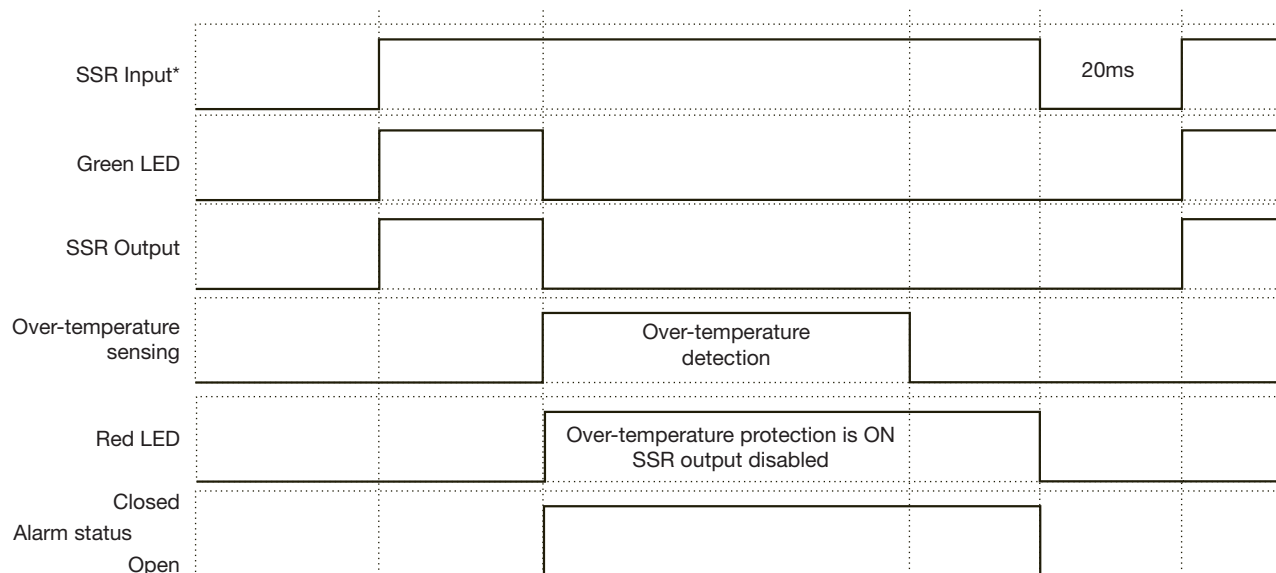 SSR Input*
20ms
Green LED
SSR Output
Over-temperature
sensing
Over-temperature
detection
Red LED
Over-temperature protection is ON
SSR output disabled
Closed
Alarm status
Open